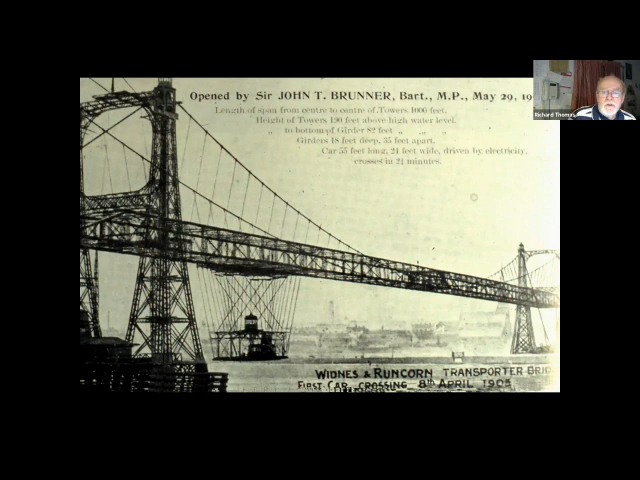 Opened by Sir JOHN T. BRUNNER, Bart., M.P., May 29, 19
Length of span from centre to centre of Towers 1000 feet.
Height of Towers 190 feet above high water level.
„ to bottom of Girder 82 feet „ „ „
Girders 18 feet deep, 35 feet apart.
Car 55 feet long, 24 feet wide, driven by electricity,
crosses in 2½ minutes.
Richard Thomas
WIDNES & RUNCORN TRANSPORTER BRID
FIRST CAR CROSSING 8TH APRIL 1905